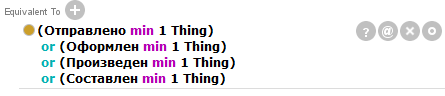 Equivalent To +
(Отправлено min 1 Thing)
or (Оформлен min 1 Thing)
or (Произведен min 1 Thing)
or (Составлен min 1 Thing)
? @ × o